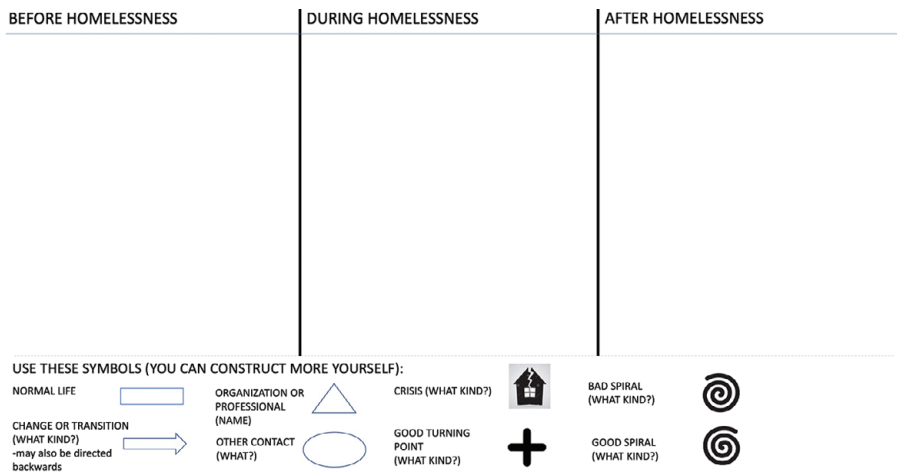 BEFORE HOMELESSNESS
DURING HOMELESSNESS
AFTER HOMELESSNESS
USE THESE SYMBOLS (YOU CAN CONSTRUCT MORE YOURSELF):
NORMAL LIFE
CHANGE OR TRANSITION
(WHAT KIND?)
-may also be directed
backwards
ORGANIZATION OR
PROFESSIONAL
(NAME)
OTHER CONTACT
(WHAT?)
CRISIS (WHAT KIND?)
GOOD TURNING
POINT
(WHAT KIND?)
BAD SPIRAL
(WHAT KIND?)
GOOD SPIRAL
(WHAT KIND?)